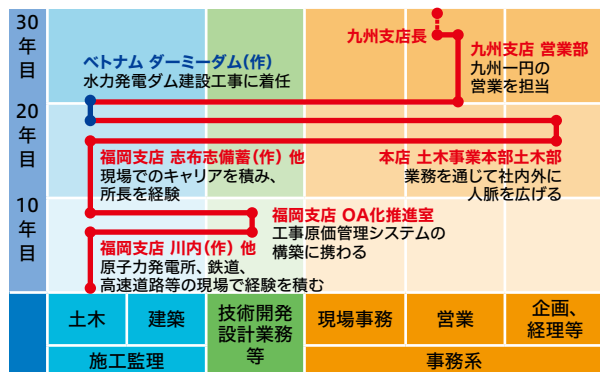 30
年
目
20
年
目
10
年
目
九州支店長
九州支店 営業部
九州一円の
営業を担当
ベトナム ダーミーダム(作)
水力発電ダム建設工事に着任
福岡支店 志布志備蓄(作) 他
現場でのキャリアを積み、
所長を経験
本店 土木事業本部土木部
業務を通じて社内外に
人脈を広げる
福岡支店 OA化推進室
工事原価管理システムの
構築に携わる
福岡支店 川内(作) 他
原子力発電所、鉄道、
高速道路等の現場で経験を積む
土木
建築
技術開発
設計業務
等
現場事務
営業
企画、
経理等
施工監理
事務系